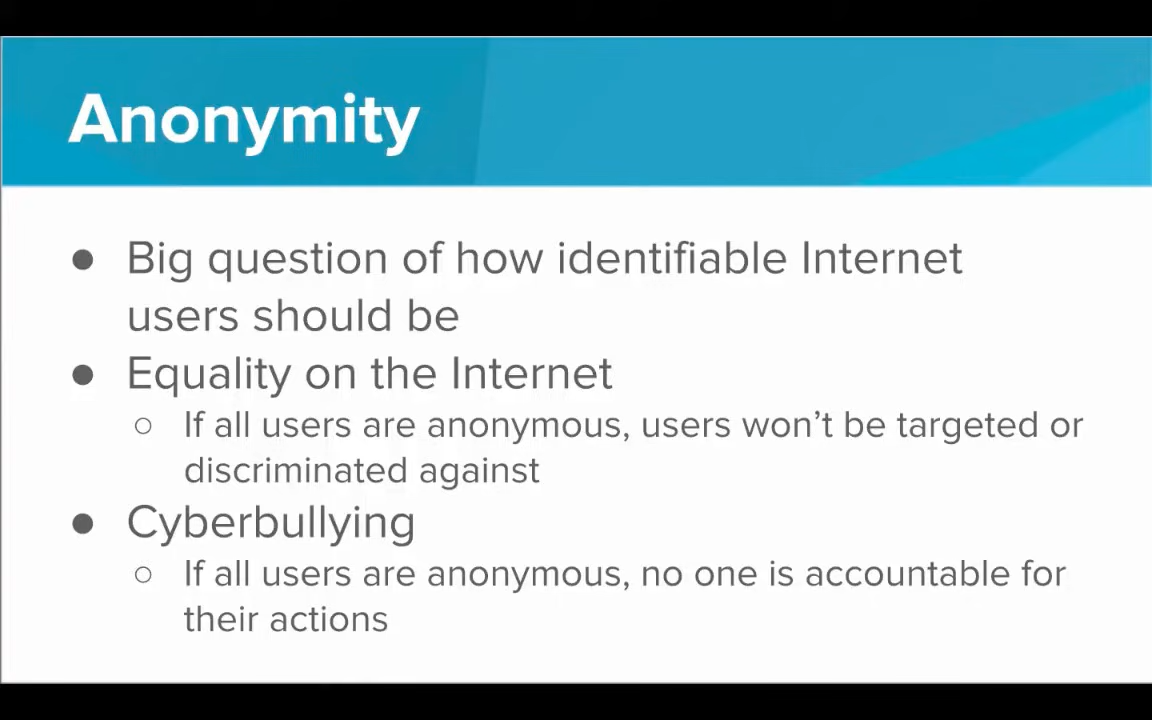 Anonymity
● Big question of how identifiable Internet
users should be
● Equality on the Internet
○ If all users are anonymous, users won’t be targeted or
discriminated against
● Cyberbullying
○ If all users are anonymous, no one is accountable for
their actions